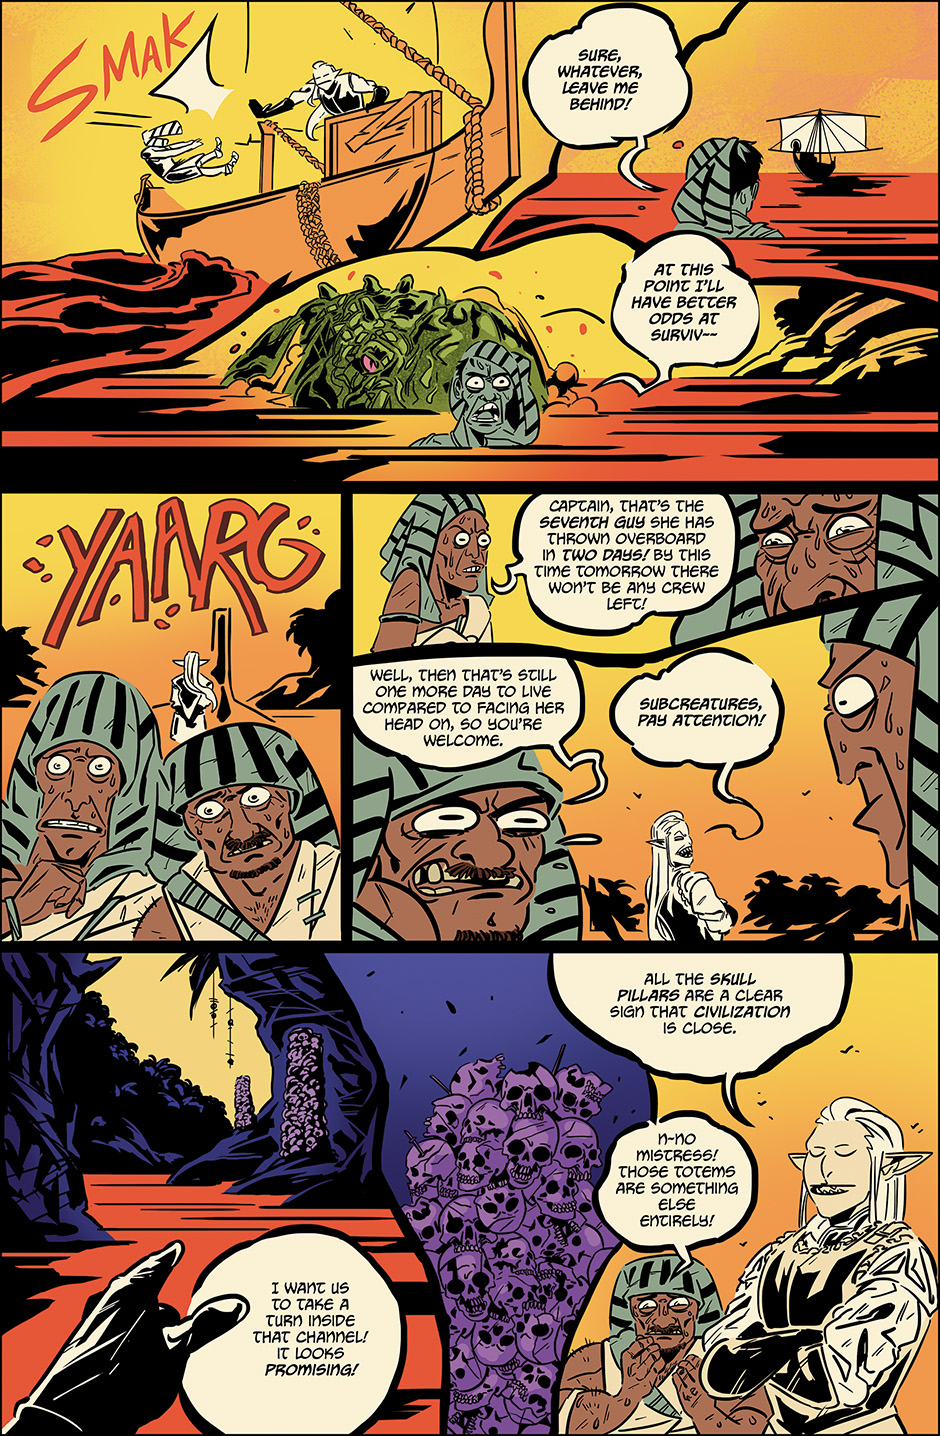 SMAK
SURE,
WHATEVER,
LEAVE ME
BEHIND!
AT THIS
POINT I'LL
HAVE BETTER
ODDS AT
SURVIV--
YAARG
CAPTAIN, THAT'S THE
SEVENTH GUY SHE HAS
THROWN OVERBOARD
IN TWO DAYS! BY THIS
TIME TOMORROW THERE
WON'T BE ANY CREW
LEFT!
WELL, THEN THAT'S STILL
ONE MORE DAY TO LIVE
COMPARED TO FACING HER
HEAD ON, SO YOU'RE
WELCOME.
SUBCREATURES,
PAY ATTENTION!
I WANT US
TO TAKE A
TURN INSIDE
THAT CHANNEL!
IT LOOKS
PROMISING!
ALL THE SKULL
PILLARS ARE A CLEAR
SIGN THAT CIVILIZATION
IS CLOSE.
N-NO
MISTRESS!
THOSE TOTEMS
ARE SOMETHING
ELSE
ENTIRELY!